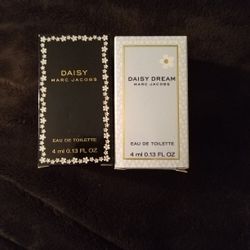 DAISY
MARC JACOBS
EAU DE TOILETTE
4 ml 0.13 FL OZ
DAISY DREAM
MARC JACOBS
EAU DE TOILETTE
4 ml 0.13 FL OZ